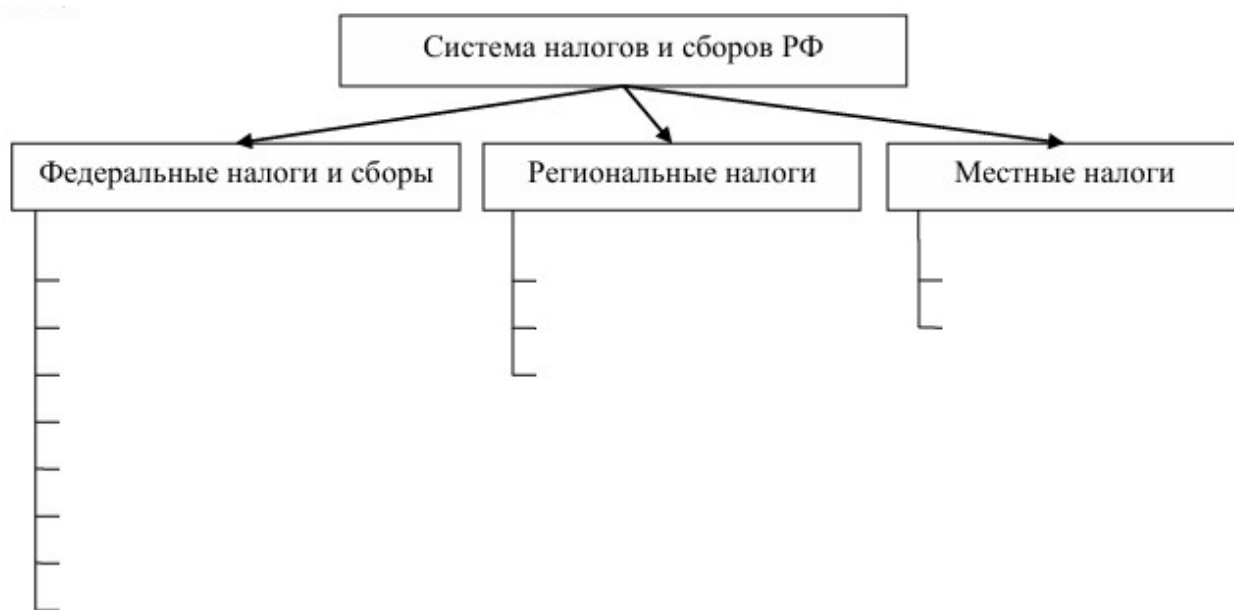 Система налогов и сборов РФ
Федеральные налоги и сборы
Региональные налоги
Местные налоги